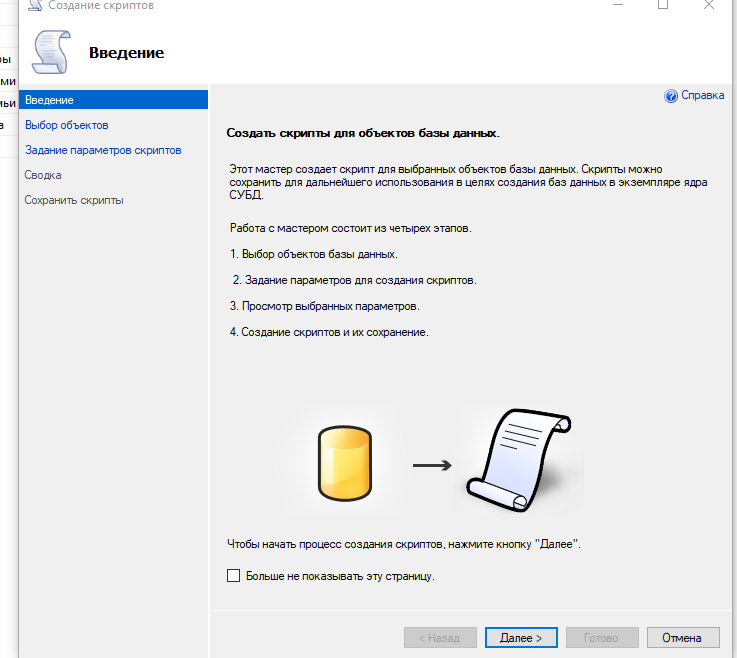 Создание скриптов
Введение
ры
ми
мьи
а
Введение
Выбор объектов
Задание параметров скриптов
Сводка
Сохранить скрипты
Справка
Создать скрипты для объектов базы данных.
Этот мастер создает скрипт для выбранных объектов базы данных. Скрипты можно
сохранить для дальнейшего использования в целях создания баз данных в экземпляре ядра
СУБД.
Работа с мастером состоит из четырех этапов.
1. Выбор объектов базы данных.
2. Задание параметров для создания скриптов.
3. Просмотр выбранных параметров.
4. Создание скриптов и их сохранение.
Чтобы начать процесс создания скриптов, нажмите кнопку "Далее".
Больше не показывать эту страницу.
< Назад
Далее >
Готово
Отмена